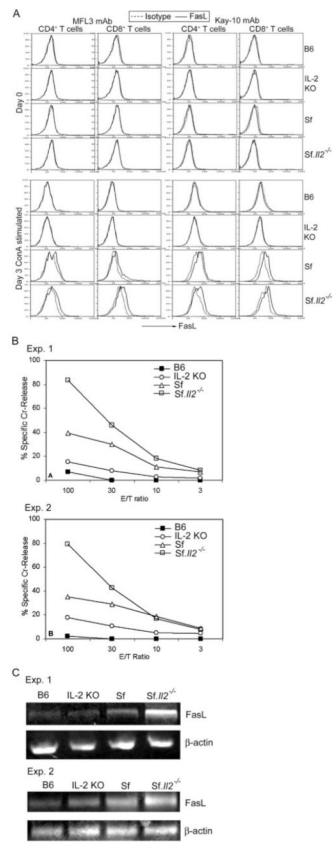 A
---- Isotype — FasL
MFL3 mAb Kay-10 mAb
CD4⁺ T cells CD8⁺ T cells CD4⁺ T cells CD8⁺ T cells
Day 0
B6
IL-2 KO
Sf
Sf.Il2⁻/⁻
Day 3 ConA stimulated
B6
IL-2 KO
Sf
Sf.Il2⁻/⁻
FasL
B
Exp. 1
% Specific Cr-Release
100
80
60
40
20
0
B6
IL-2 KO
Sf
Sf.Il2⁻/⁻
A
100 30 10 3
E/T ratio
Exp. 2
% Specific Cr-Release
100
80
60
40
20
0
B6
IL-2 KO
Sf
Sf.Il2⁻/⁻
B
100 30 10 3
E/T Ratio
C
Exp. 1
B6 IL-2 KO Sf Sf.Il2⁻/⁻
FasL
β-actin
Exp. 2
B6 IL-2 KO Sf Sf.Il2⁻/⁻
FasL
β-actin